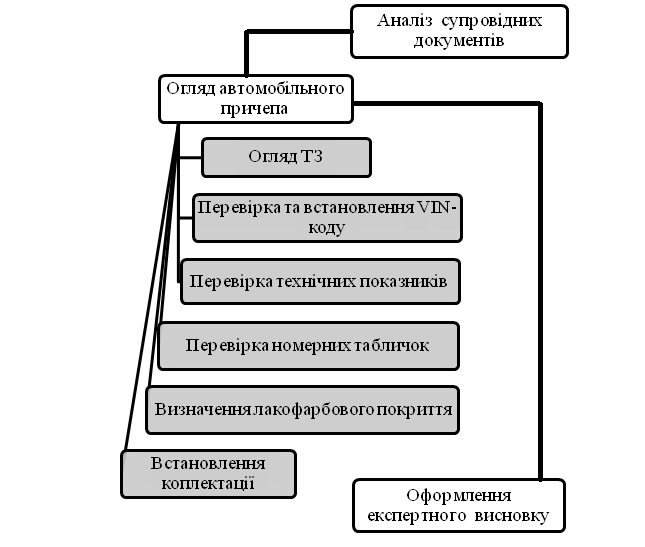 Аналіз супровідних
документів
Огляд автомобільного
причепа
Огляд ТЗ
Перевірка та встановлення VIN-
коду
Перевірка технічних показників
Перевірка номерних табличок
Визначення лакофарбового покриття
Встановлення
коплектації
Оформлення
експертного висновку